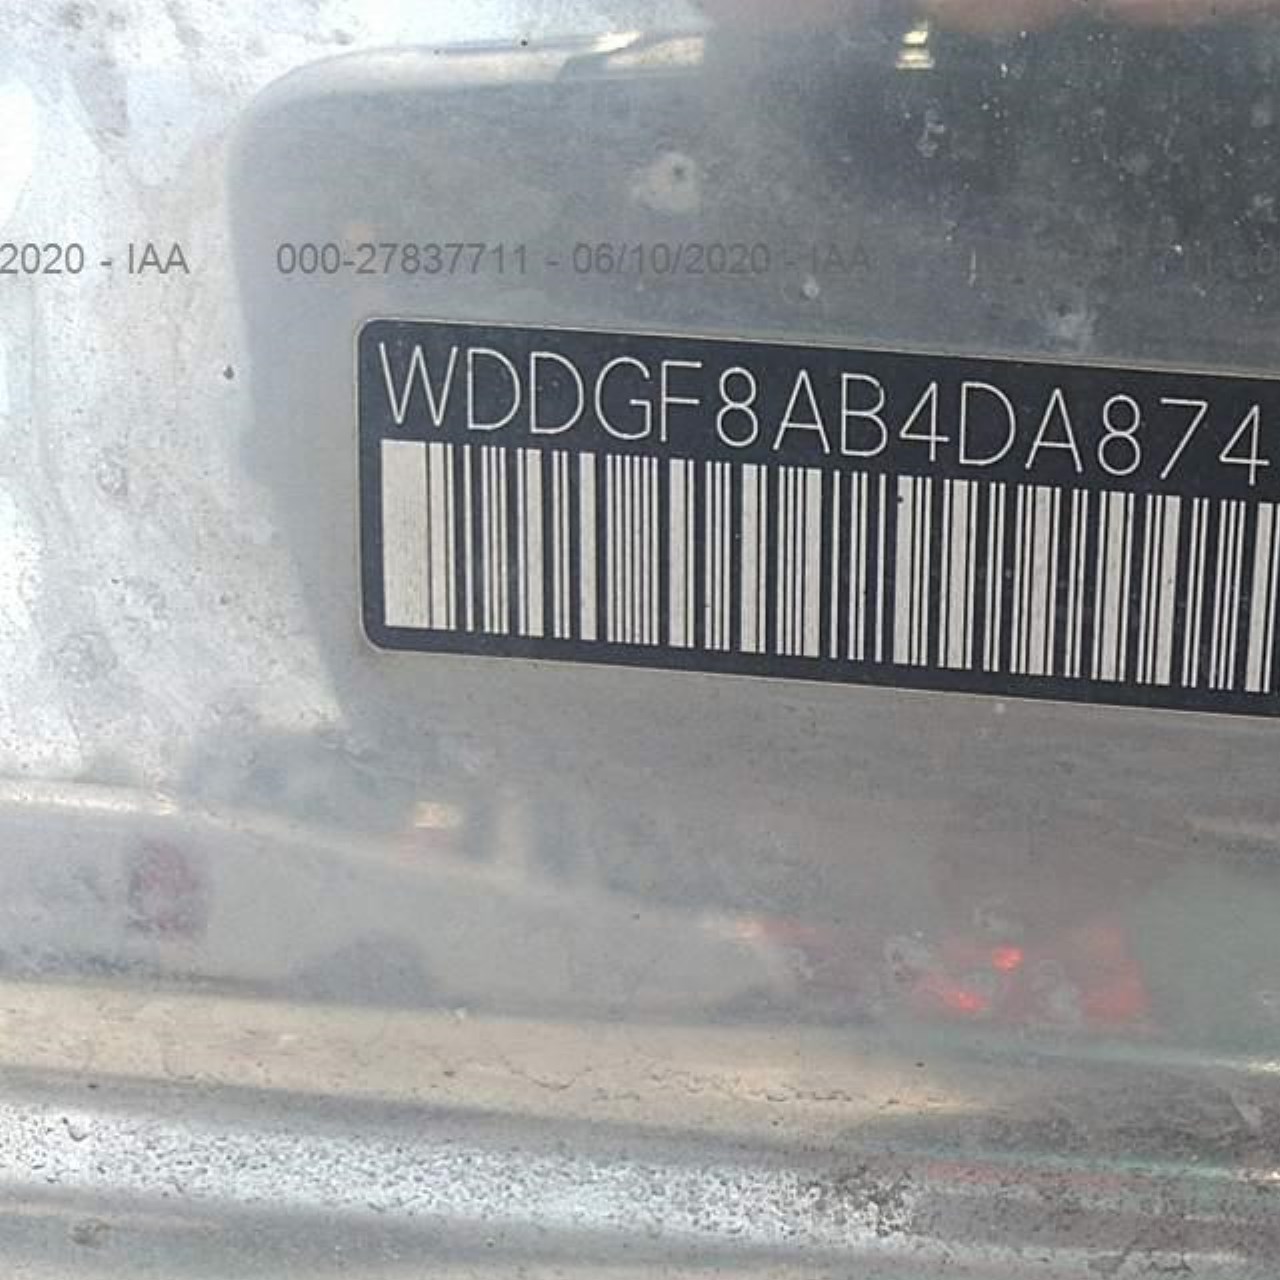 2020 - IAA 000-27837711 - 06/10/2020 - IAA
WDDGF8AB4DA874